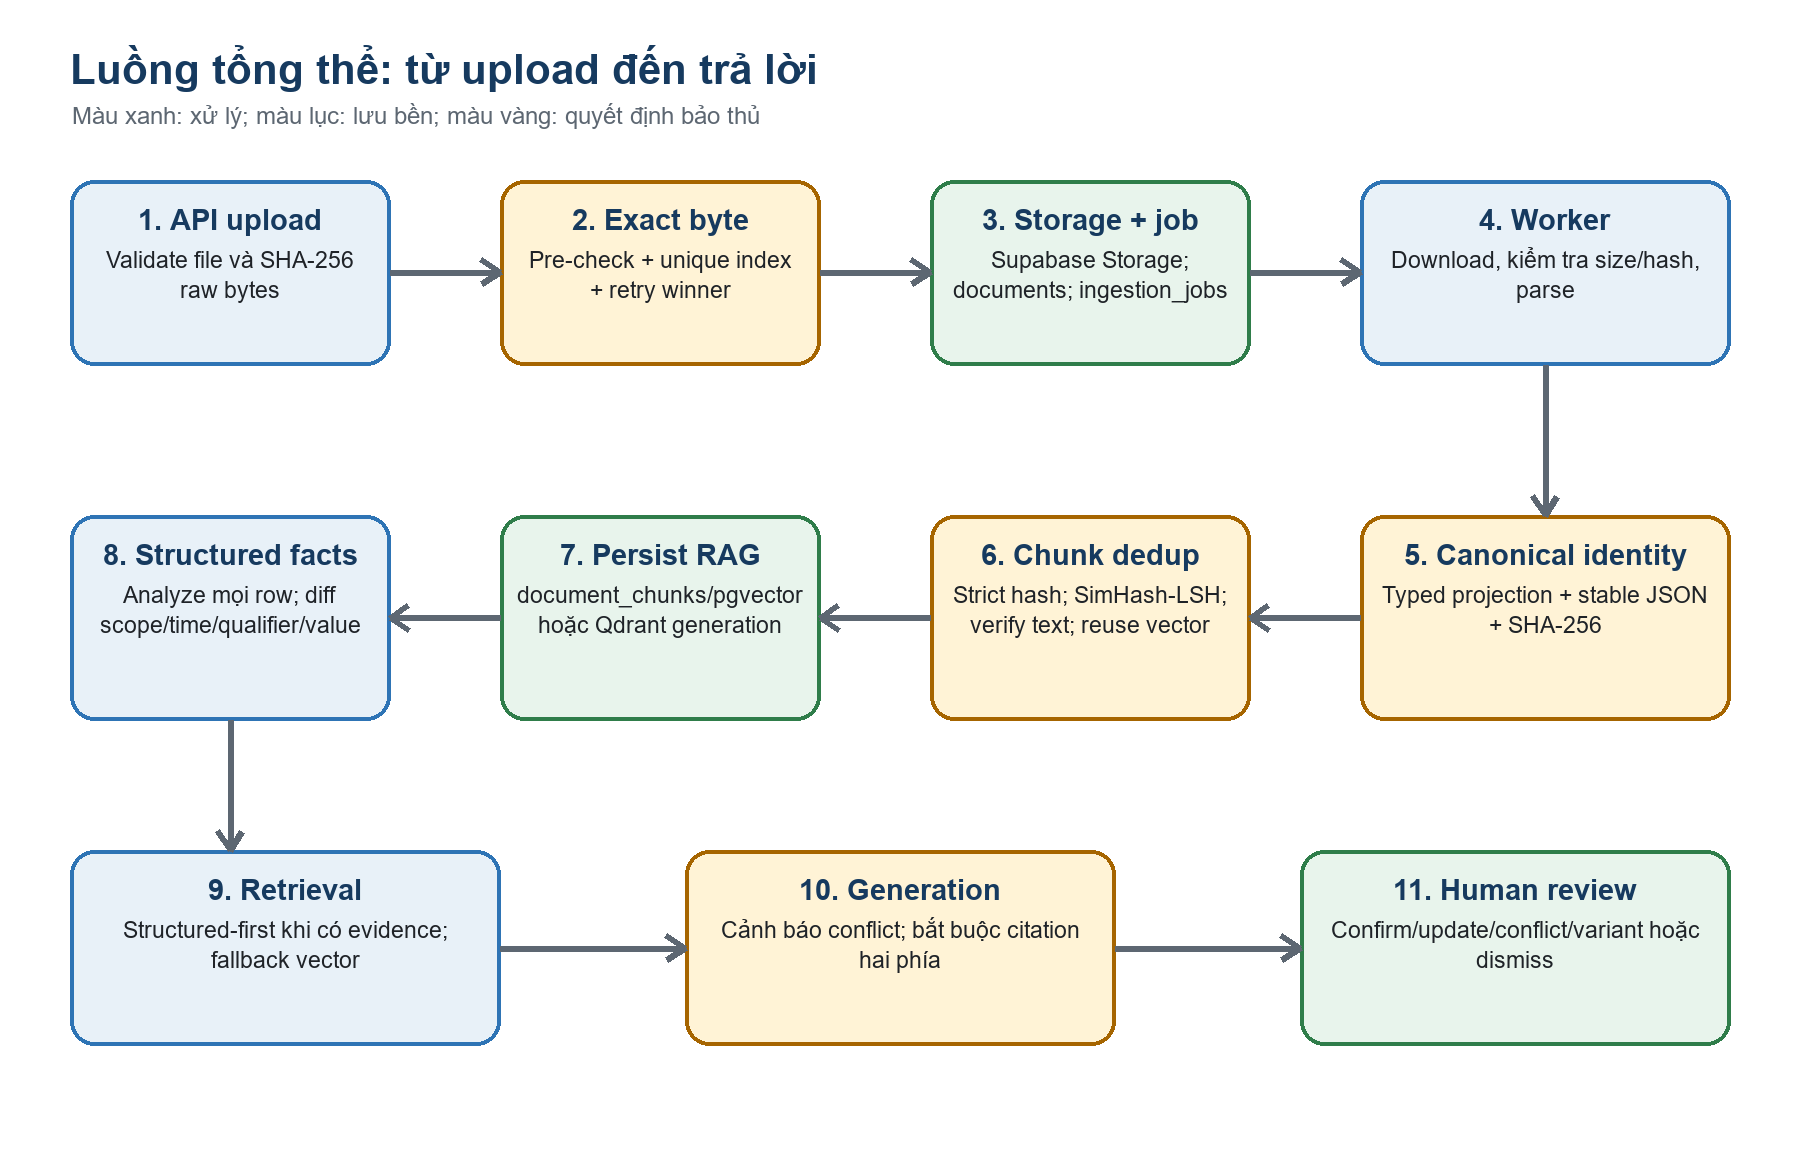 Luồng tổng thể: từ upload đến trả lời
Màu xanh: xử lý; màu lục: lưu bền; màu vàng: quyết định bảo thủ
1. API upload
Validate file và SHA-256
raw bytes
2. Exact byte
Pre-check + unique index
+ retry winner
3. Storage + job
Supabase Storage;
documents; ingestion_jobs
4. Worker
Download, kiểm tra size/hash,
parse
5. Canonical identity
Typed projection + stable JSON
+ SHA-256
6. Chunk dedup
Strict hash; SimHash-LSH;
verify text; reuse vector
7. Persist RAG
document_chunks/pgvector
hoặc Qdrant generation
8. Structured facts
Analyze mọi row; diff
scope/time/qualifier/value
9. Retrieval
Structured-first khi có evidence;
fallback vector
10. Generation
Cảnh báo conflict; bắt buộc citation
hai phía
11. Human review
Confirm/update/conflict/variant hoặc
dismiss